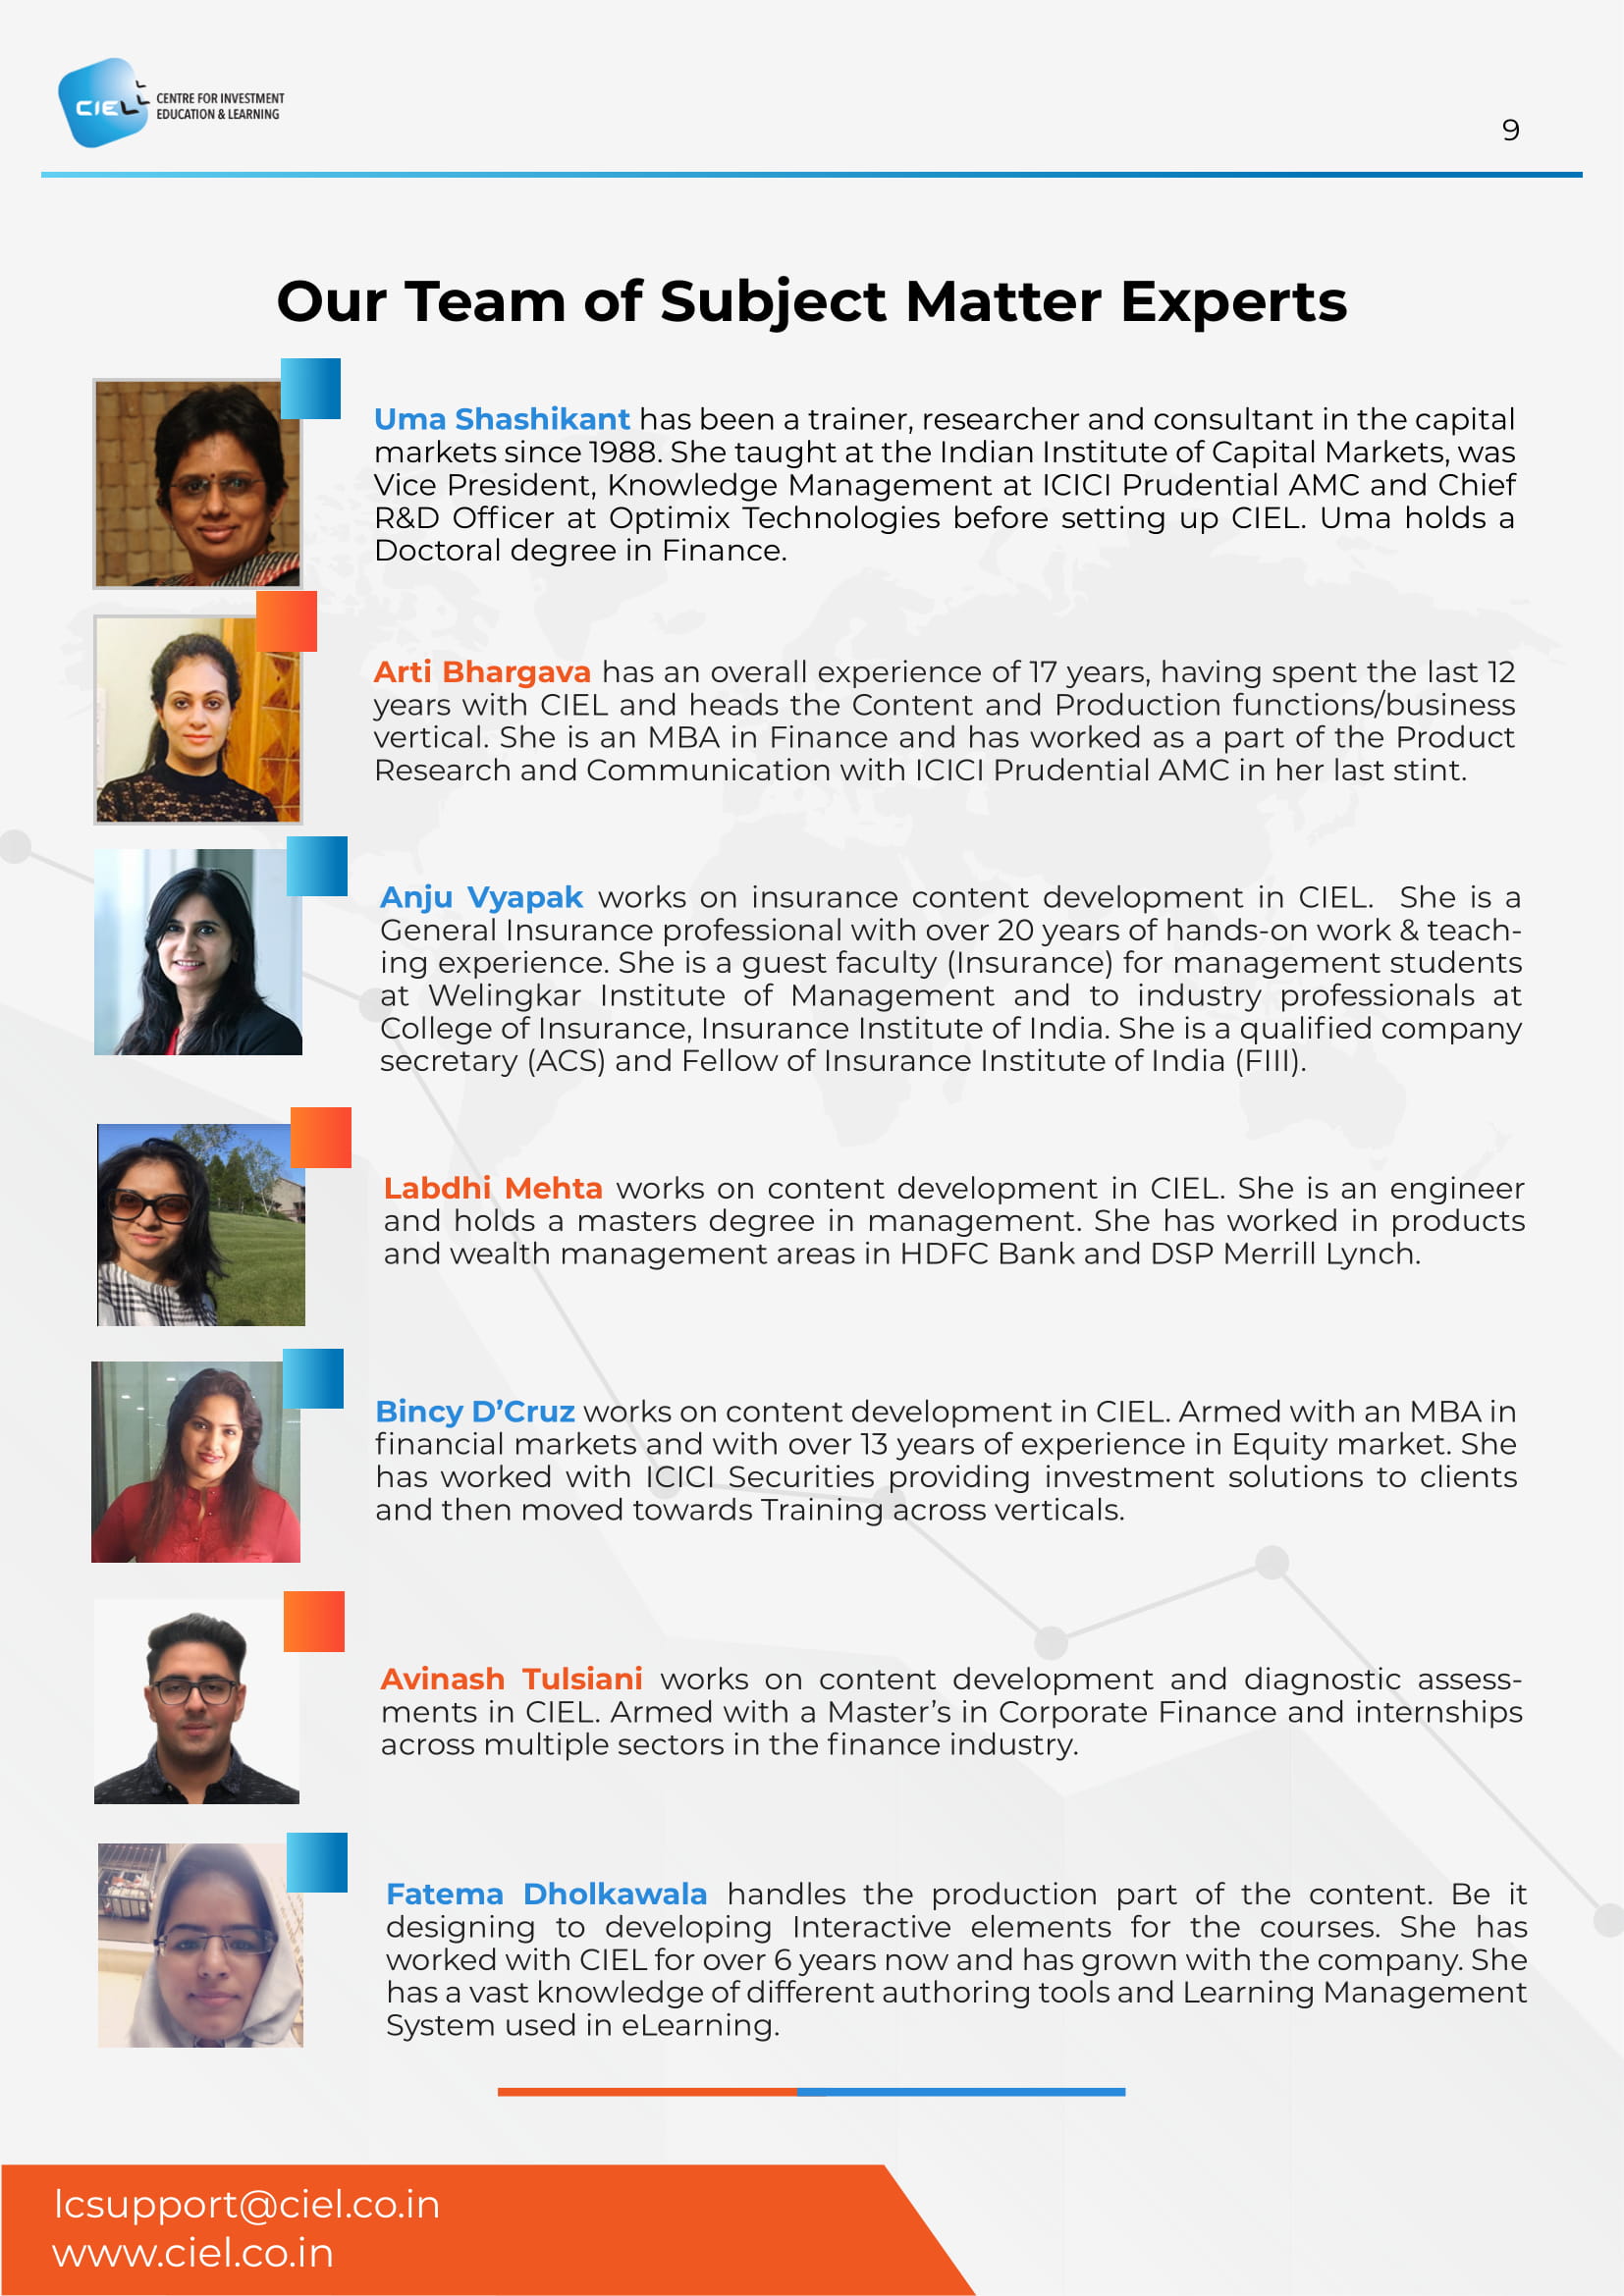 CIEL
CENTRE FOR INVESTMENT
EDUCATION & LEARNING
9
Our Team of Subject Matter Experts
Uma Shashikant has been a trainer, researcher and consultant in the capital
markets since 1988. She taught at the Indian Institute of Capital Markets, was
Vice President, Knowledge Management at ICICI Prudential AMC and Chief
R&D Officer at Optimix Technologies before setting up CIEL. Uma holds a
Doctoral degree in Finance.
Arti Bhargava has an overall experience of 17 years, having spent the last 12
years with CIEL and heads the Content and Production functions/business
vertical. She is an MBA in Finance and has worked as a part of the Product
Research and Communication with ICICI Prudential AMC in her last stint.
Anju Vyapak works on insurance content development in CIEL. She is a
General Insurance professional with over 20 years of hands-on work & teach-
ing experience. She is a guest faculty (Insurance) for management students
at Welingkar Institute of Management and to industry professionals at
College of Insurance, Insurance Institute of India. She is a qualified company
secretary (ACS) and Fellow of Insurance Institute of India (FIII).
Labdhi Mehta works on content development in CIEL. She is an engineer
and holds a masters degree in management. She has worked in products
and wealth management areas in HDFC Bank and DSP Merrill Lynch.
Bincy D’Cruz works on content development in CIEL. Armed with an MBA in
financial markets and with over 13 years of experience in Equity market. She
has worked with ICICI Securities providing investment solutions to clients
and then moved towards Training across verticals.
Avinash Tulsiani works on content development and diagnostic assess-
ments in CIEL. Armed with a Master’s in Corporate Finance and internships
across multiple sectors in the finance industry.
Fatema Dholkawala handles the production part of the content. Be it
designing to developing Interactive elements for the courses. She has
worked with CIEL for over 6 years now and has grown with the company. She
has a vast knowledge of different authoring tools and Learning Management
System used in eLearning.
lcsupport@ciel.co.in
www.ciel.co.in